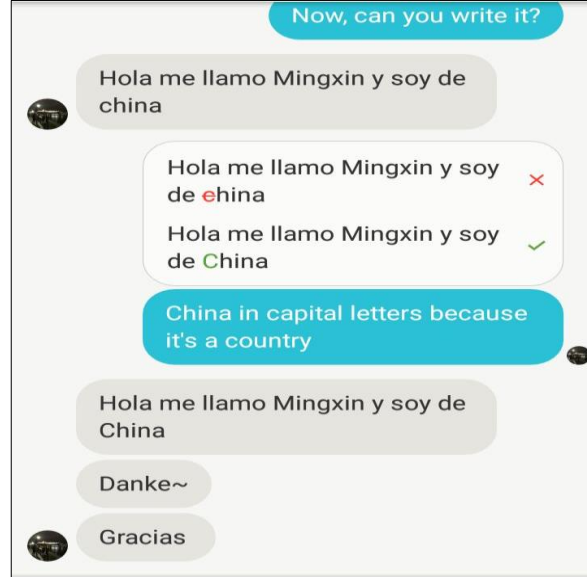 Now, can you write it?
Hola me llamo Mingxin y soy de
china
Hola me llamo Mingxin y soy
de china
Hola me llamo Mingxin y soy
de China
China in capital letters because
it's a country
Hola me llamo Mingxin y soy de
China
Danke~
Gracias